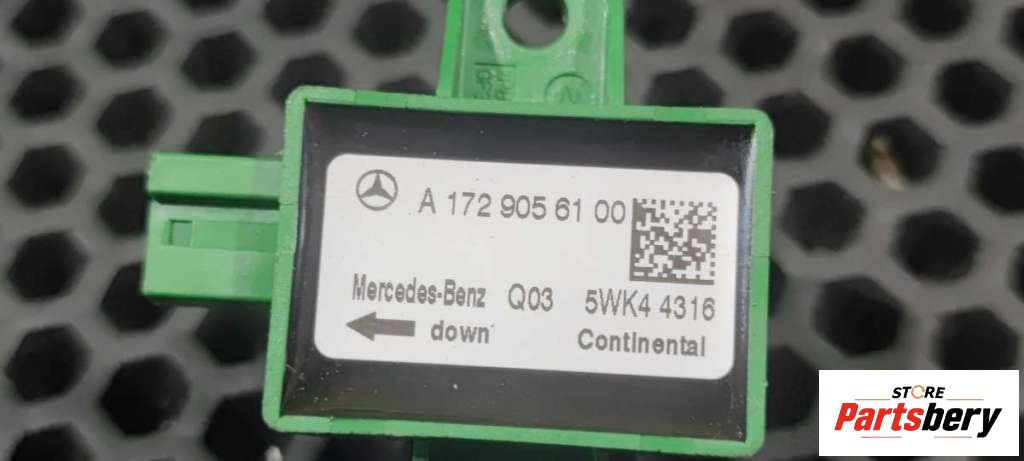 A 172 905 61 00
Mercedes-Benz Q03 5WK4 4316
down Continental
STORE
Partsbery